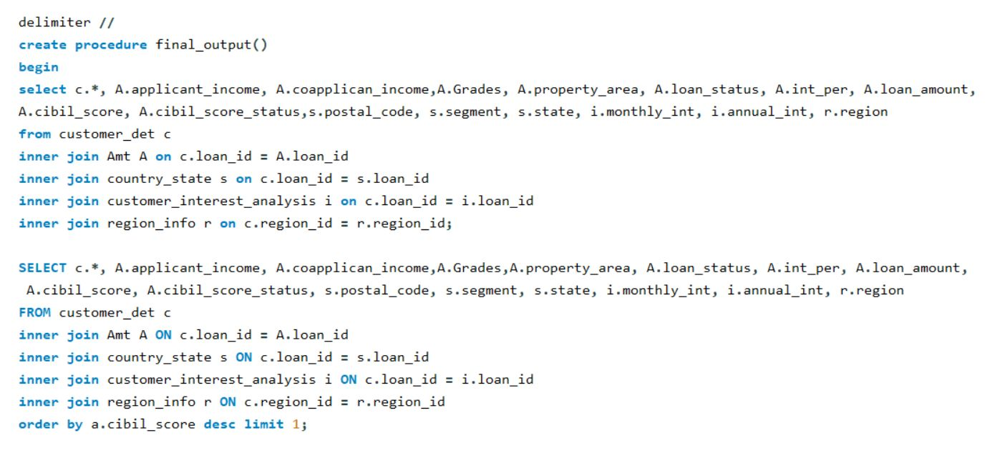 delimiter //
create procedure final_output()
begin
select c.*, A.applicant_income, A.coapplican_income,A.Grades, A.property_area, A.loan_status, A.int_per, A.loan_amount,
A.cibil_score, A.cibil_score_status,s.postal_code, s.segment, s.state, i.monthly_int, i.annual_int, r.region
from customer_det c
inner join Amt A on c.loan_id = A.loan_id
inner join country_state s on c.loan_id = s.loan_id
inner join customer_interest_analysis i on c.loan_id = i.loan_id
inner join region_info r on c.region_id = r.region_id;
SELECT c.*, A.applicant_income, A.coapplican_income,A.Grades,A.property_area, A.loan_status, A.int_per, A.loan_amount,
A.cibil_score, A.cibil_score_status, s.postal_code, s.segment, s.state, i.monthly_int, i.annual_int, r.region
FROM customer_det c
inner join Amt A ON c.loan_id = A.loan_id
inner join country_state s ON c.loan_id = s.loan_id
inner join customer_interest_analysis i ON c.loan_id = i.loan_id
inner join region_info r ON c.region_id = r.region_id
order by a.cibil_score desc limit 1;